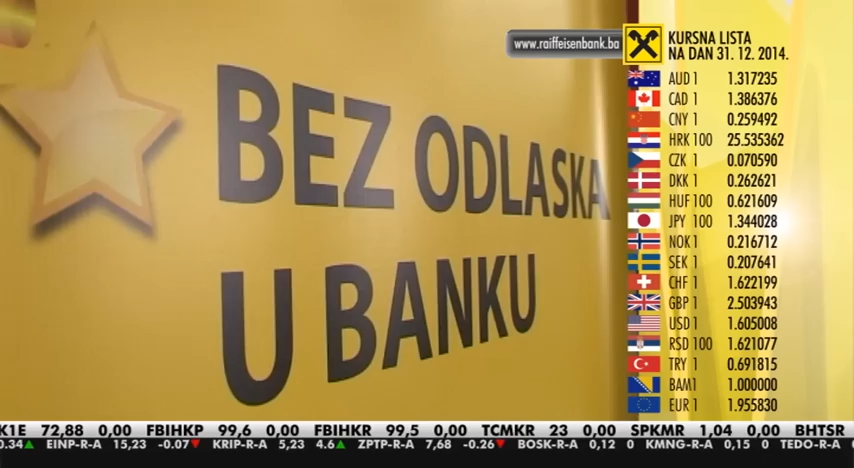 BEZ ODLASKA
U BANKU
www.raiffeisenbank.ba
KURSNA LISTA
NA DAN 31. 12. 2014.
AUD 1 1.317235
CAD 1 1.386376
CNY 1 0.259492
HRK 100 25.535362
CZK 1 0.070590
DKK 1 0.262621
HUF 100 0.621609
JPY 100 1.344028
NOK 1 0.216712
SEK 1 0.207641
CHF 1 1.622199
GBP 1 2.503943
USD 1 1.605008
RSD 100 1.621077
TRY 1 0.691815
BAM1 1.000000
EUR 1 1.955830
K1E 72,88 0,00 FBIHKP 99,6 0,00 FBIHKR 99,5 0,00 TCMKR 23 0,00 SPKMR 1,04 0,00 BHTSR
0.34▲ EINP-R-A 15,23 -0.07▼ KRIP-R-A 5,23 4.6▲ ZPTP-R-A 7,68 -0.26▼ BOSK-R-A 0,12 0 KMNG-R-A 0,15 0 TEDO-R-A 0